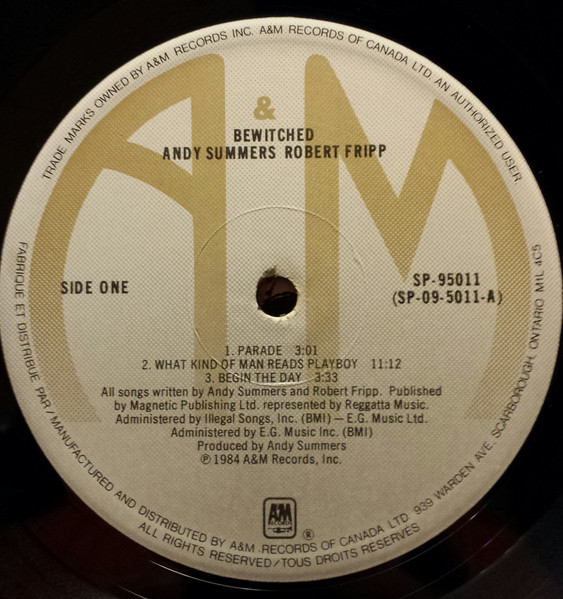 TRADE MARKS OWNED BY A&M RECORDS INC. A&M RECORDS OF CANADA LTD. AN AUTHORIZED USER.
A & M
BEWITCHED
ANDY SUMMERS ROBERT FRIPP
SIDE ONE
SP-95011
(SP-09-5011-A)
1. PARADE 3:01
2. WHAT KIND OF MAN READS PLAYBOY 11:12
3. BEGIN THE DAY 3:33
All songs written by Andy Summers and Robert Fripp. Published
by Magnetic Publishing Ltd. represented by Reggatta Music.
Administered by Illegal Songs, Inc. (BMI) — E.G. Music Ltd.
Administered by E.G. Music Inc. (BMI)
Produced by Andy Summers
℗ 1984 A&M Records, Inc.
A&M
RECORDS
®
FABRIQUE ET DISTRIBUE PAR / MANUFACTURED AND DISTRIBUTED BY A&M RECORDS OF CANADA LTD. 939 WARDEN AVE. SCARBOROUGH, ONTARIO M1L 4C5
ALL RIGHTS RESERVED / TOUS DROITS RESERVES